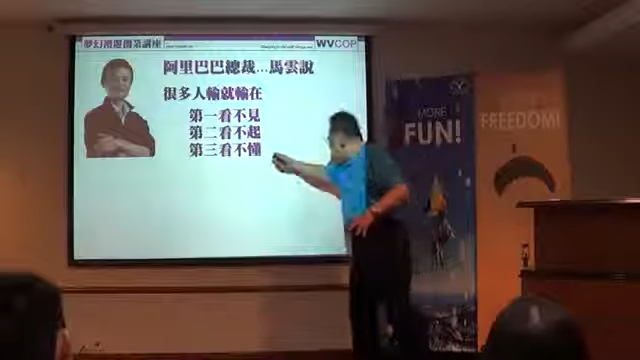 夢幻渡遊創業講座
WVCOP
阿里巴巴總裁...馬雲說
很多人輸就輸在
第一看不見
第二看不起
第三看不懂
MORE
FUN!
FREEDOM!